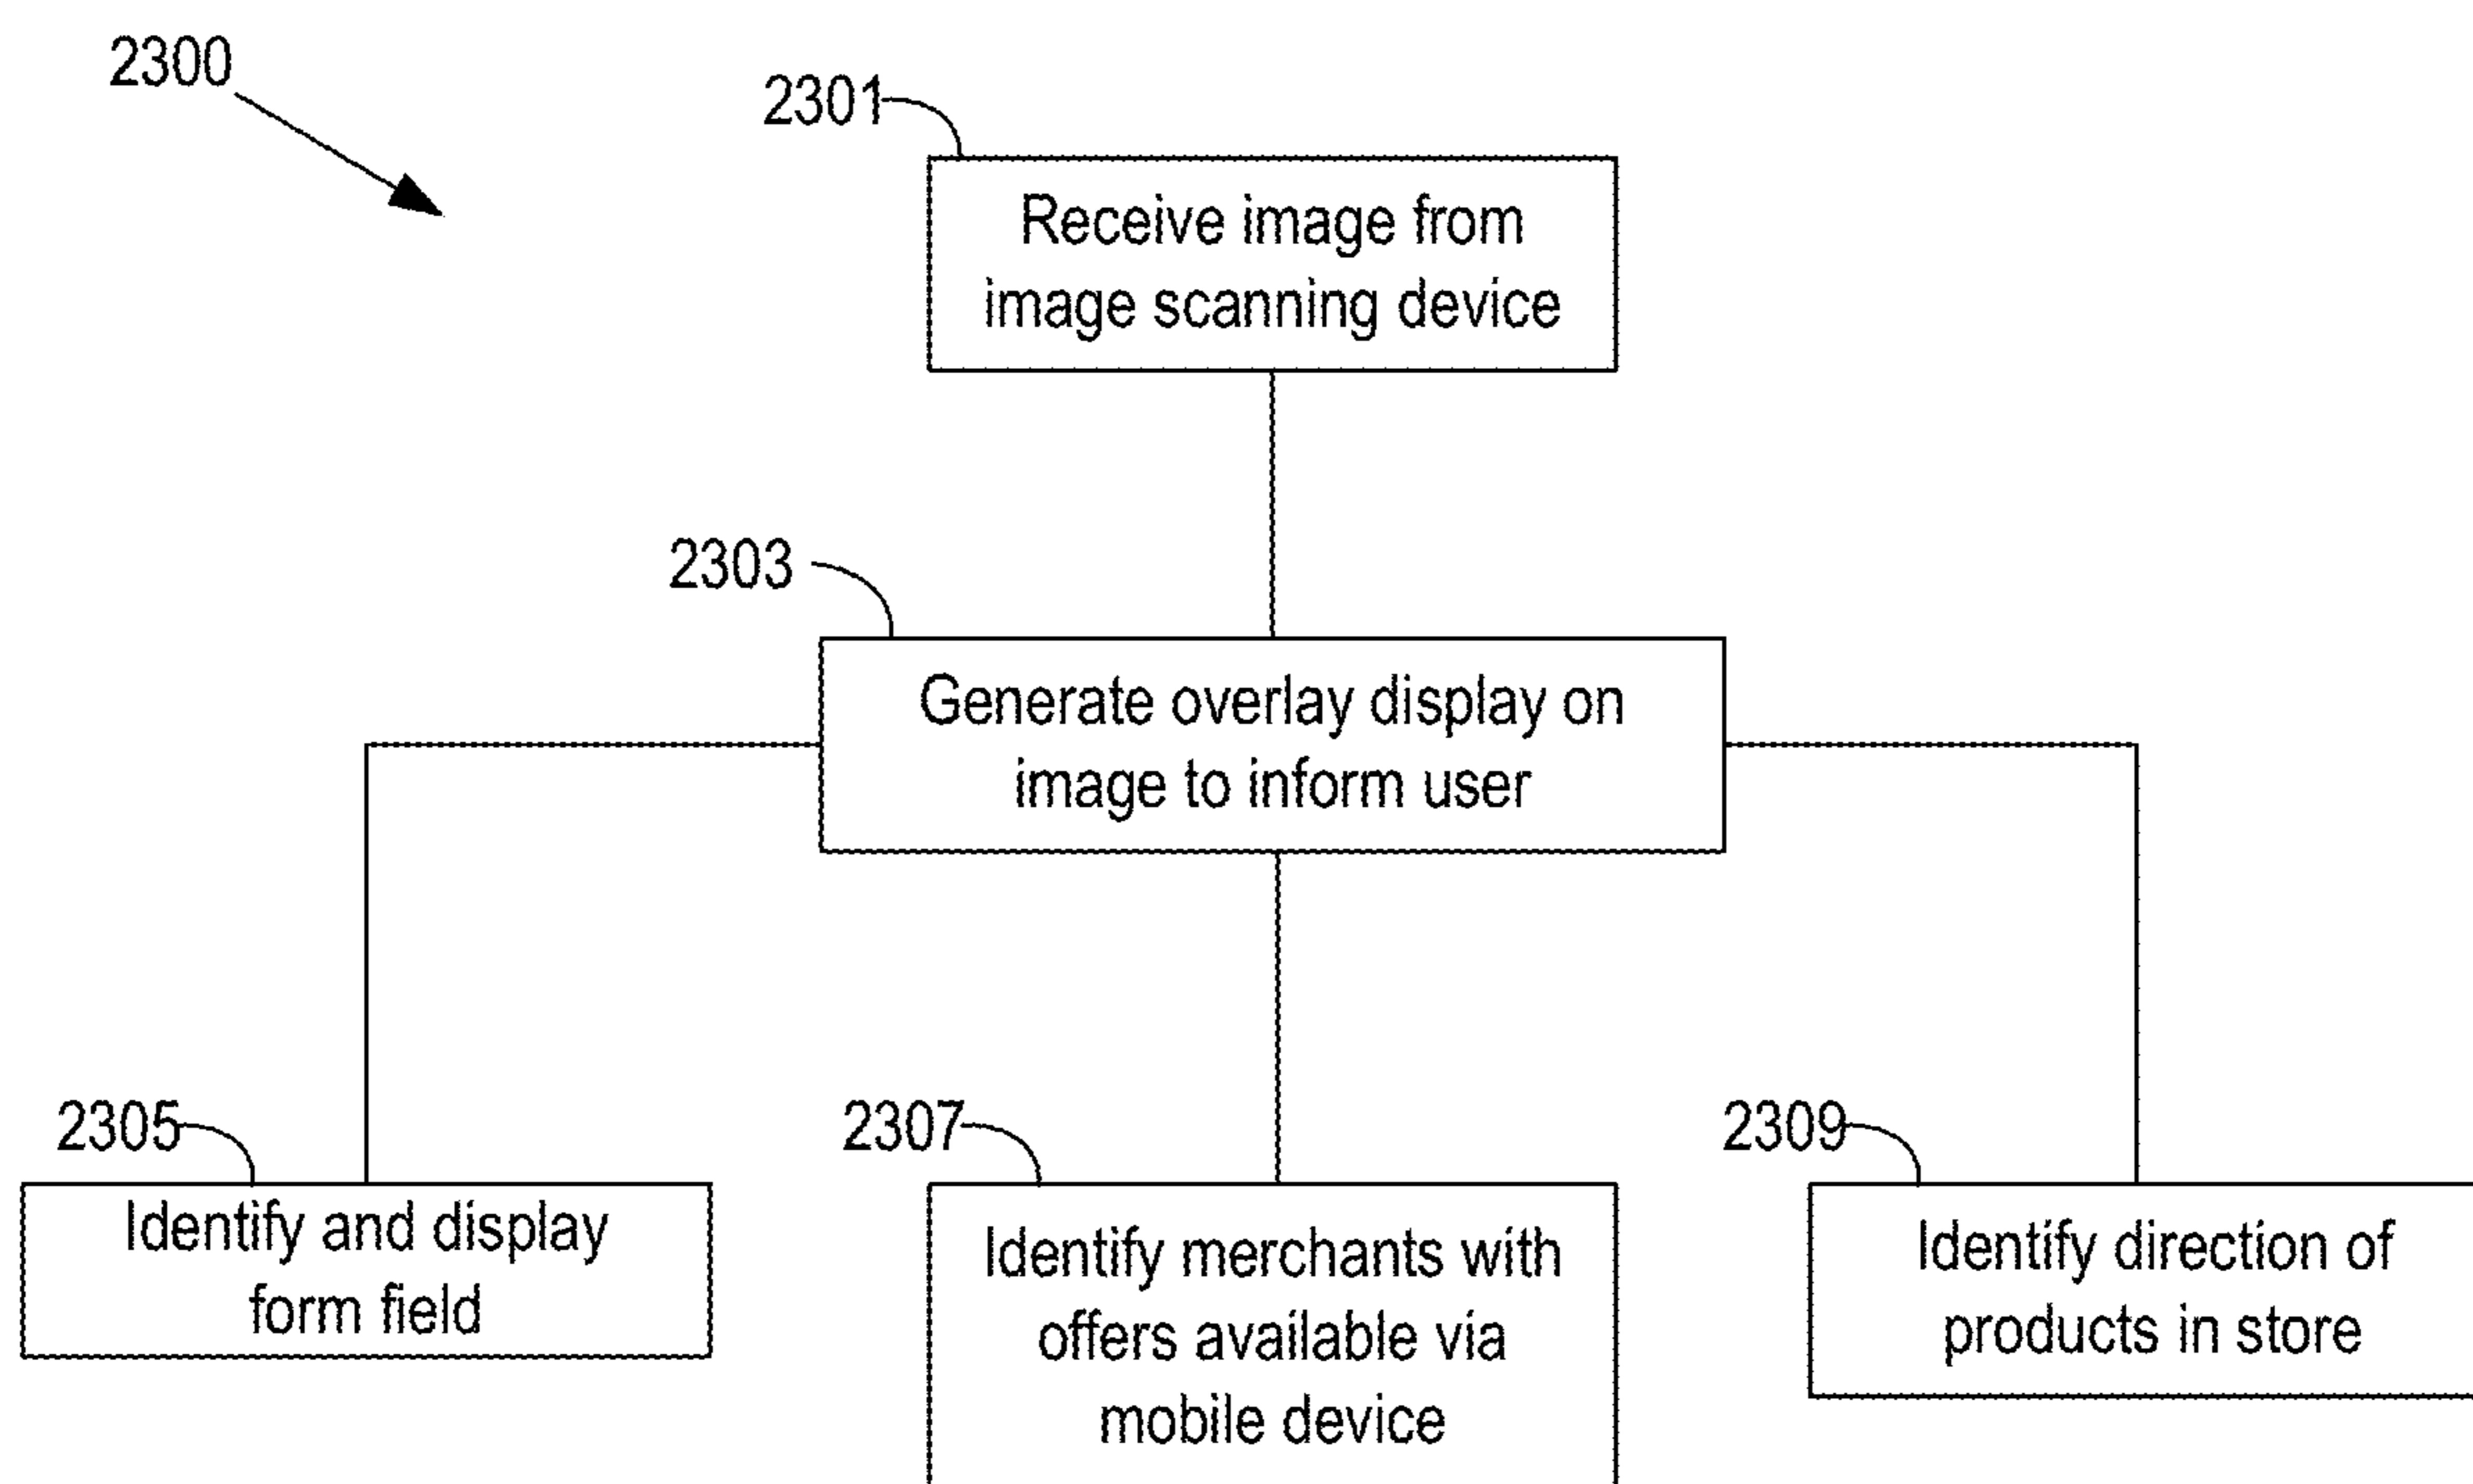 2300
2301
Receive image from
image scanning device
2303
Generate overlay display on
image to inform user
2305
Identify and display
form field
2307
Identify merchants with
offers available via
mobile device
2309
Identify direction of
products in store